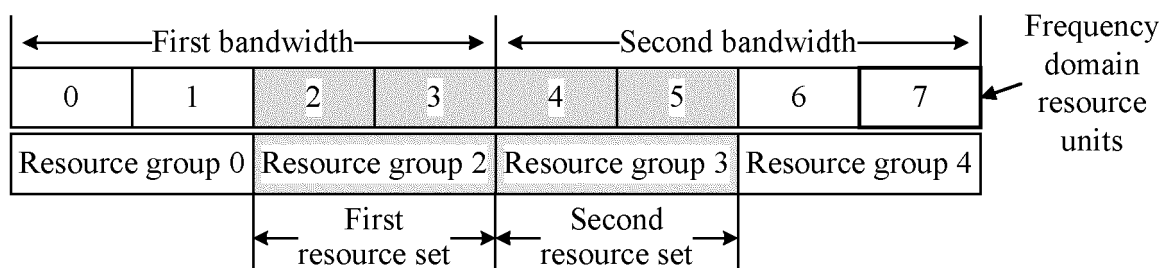 First bandwidth Second bandwidth
Frequency
domain
resource
units
0 1 2 3 4 5 6 7
Resource group 0 Resource group 2 Resource group 3 Resource group 4
First
resource set
Second
resource set